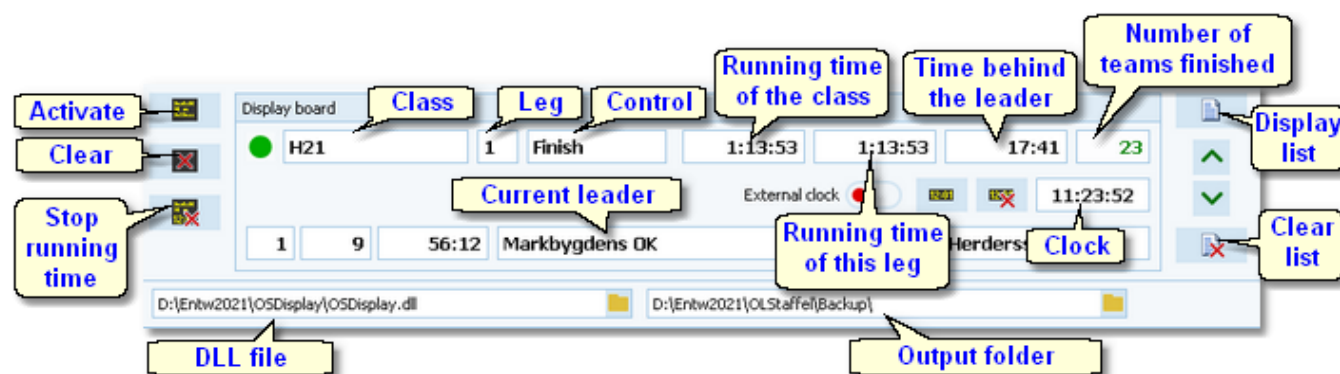 Number of
teams finished
Running time
of the class
Time behind
the leader
Activate
Display board
Class
Leg
Control
Display
list
H21
1
Finish
1:13:53
1:13:53
17:41
23
Clear
Current leader
External clock
11:23:52
Stop
running
time
1
9
56:12
Markbygdens OK
Running time
of this leg
Clock
Clear
list
D:\Entw2021\OSDisplay\OSDisplay.dll
D:\Entw2021\OLStaffel\Backup\
DLL file
Output folder